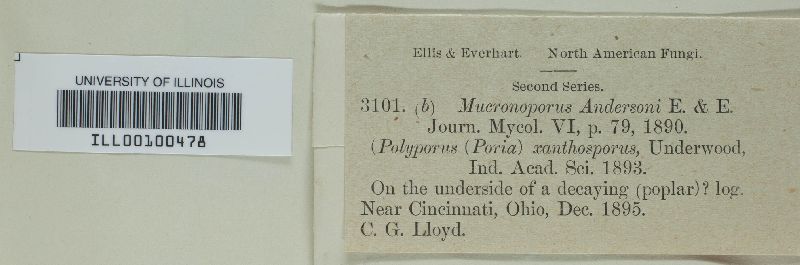 UNIVERSITY OF ILLINOIS
ILL00100478
Ellis & Everhart. North American Fungi.
Second Series.
3101. (b) Mucronoporus Andersoni E. & E.
Journ. Mycol. VI, p. 79, 1890.
(Polyporus (Poria) xanthosporus, Underwood,
Ind. Acad. Sci. 1893.
On the underside of a decaying (poplar)? log.
Near Cincinnati, Ohio, Dec. 1895.
C. G. Lloyd.